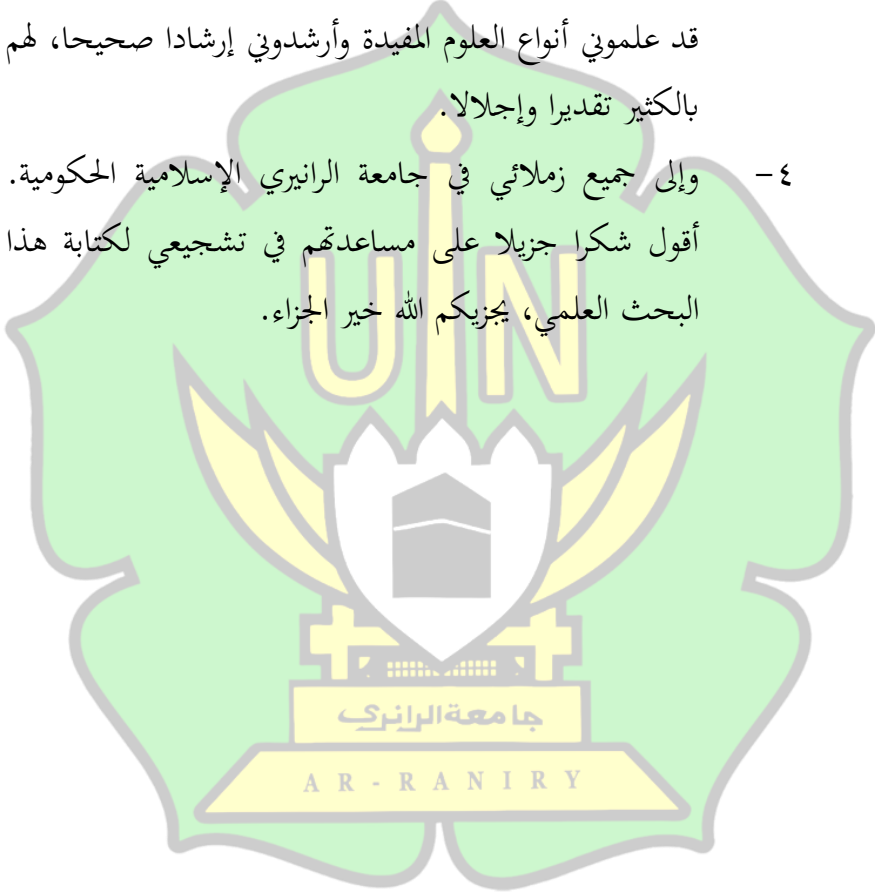 قد علموني أنواع العلوم المفيدة وأرشدوني إرشادا صحيحا، لهم
بالكثير تقديرا وإجلالا.
٤- وإلى جميع زملائي في جامعة الرانيري الإسلامية الحكومية.
أقول شكرا جزيلا على مساعدتهم في تشجيعي لكتابة هذا
البحث العلمي، يجزيكم الله خير الجزاء.
UIN
جامعة الرانري
AR-RANIRY